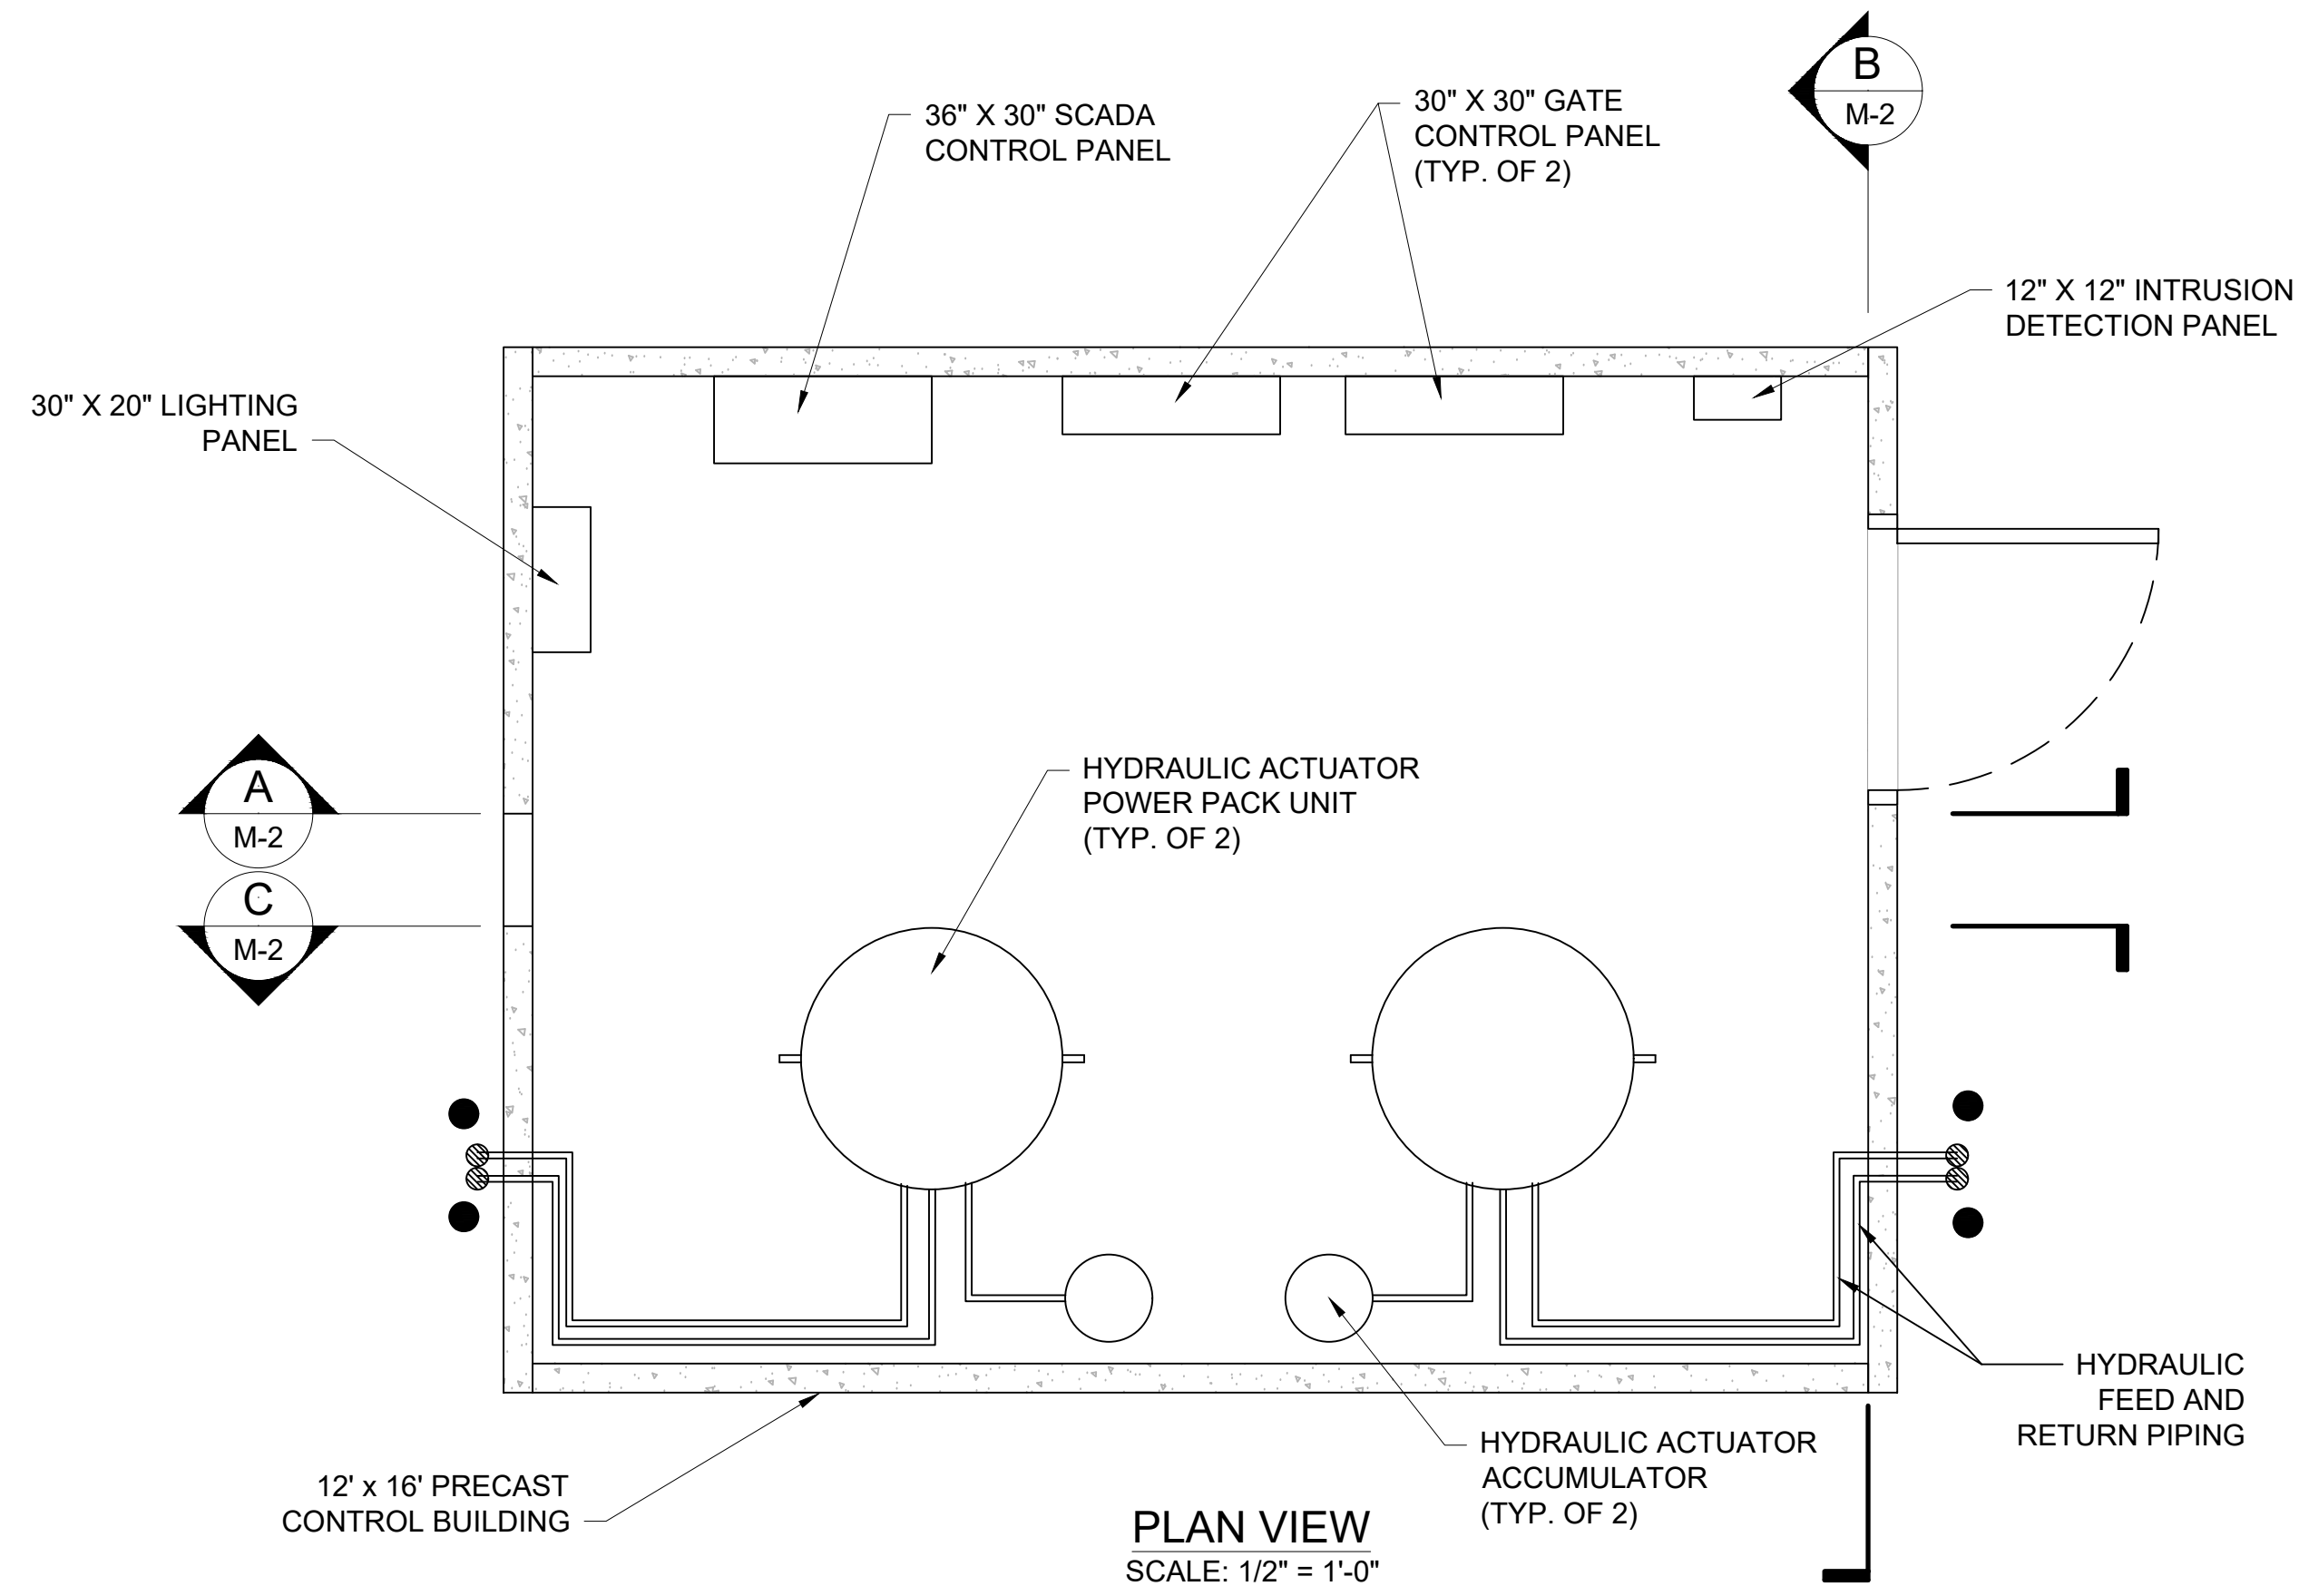 B
M-2
36" X 30" SCADA
CONTROL PANEL
30" X 30" GATE
CONTROL PANEL
(TYP. OF 2)
12" X 12" INTRUSION
DETECTION PANEL
30" X 20" LIGHTING
PANEL
A
M-2
C
M-2
HYDRAULIC ACTUATOR
POWER PACK UNIT
(TYP. OF 2)
HYDRAULIC
FEED AND
RETURN PIPING
HYDRAULIC ACTUATOR
ACCUMULATOR
(TYP. OF 2)
12' x 16' PRECAST
CONTROL BUILDING
PLAN VIEW
SCALE: 1/2" = 1'-0"